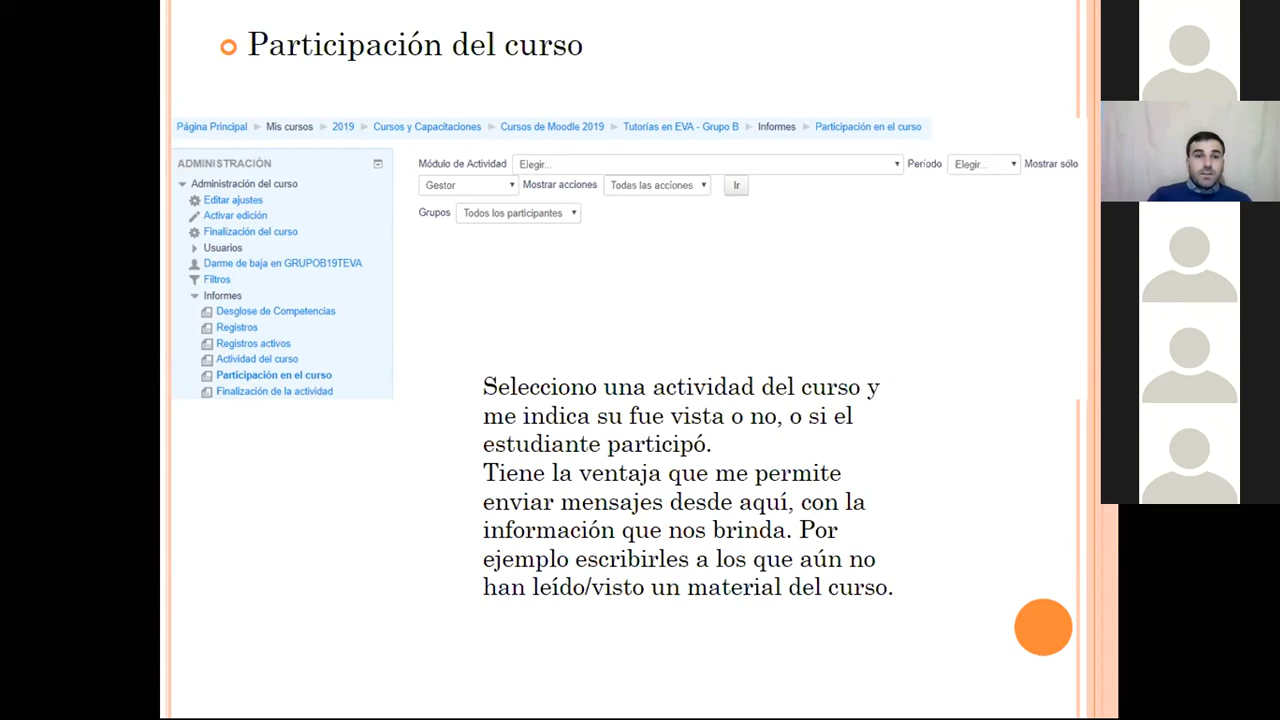 Participación del curso
Página Principal Mis cursos 2019 Cursos y Capacitaciones Cursos de Moodle 2019 Tutorías en EVA - Grupo B Informes Participación en el curso
ADMINISTRACIÒN
Administración del curso
Editar ajustes
Activar edición
Finalización del curso
Usuarios
Darme de baja en GRUPOB19TEVA
Filtros
Informes
Desglose de Competencias
Registros
Registros activos
Actividad del curso
Participación en el curso
Finalización de la actividad
Módulo de Actividad Elegir... Período Elegir... Mostrar sólo
Gestor Mostrar acciones Todas las acciones Ir
Grupos Todos los participantes
Selecciono una actividad del curso y
me indica su fue vista o no, o si el
estudiante participó.
Tiene la ventaja que me permite
enviar mensajes desde aquí, con la
información que nos brinda. Por
ejemplo escribirles a los que aún no
han leído/visto un material del curso.